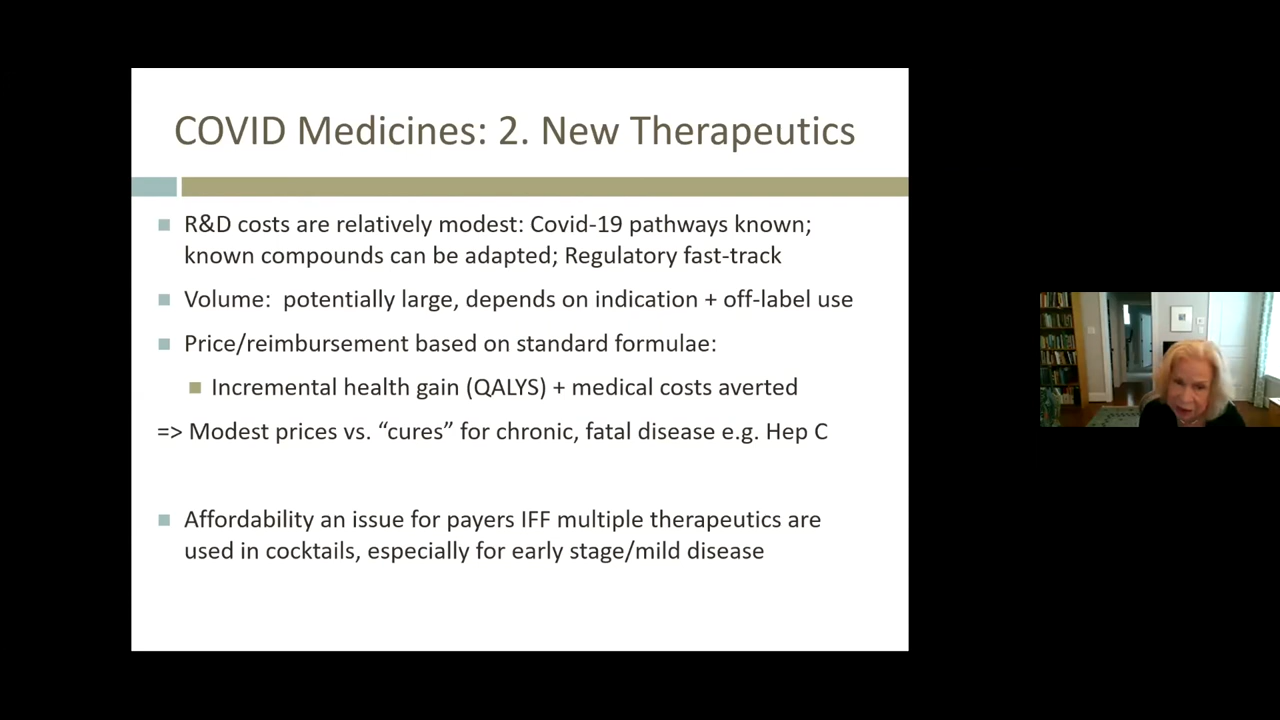 COVID Medicines: 2. New Therapeutics
R&D costs are relatively modest: Covid-19 pathways known;
known compounds can be adapted; Regulatory fast-track
Volume:  potentially large, depends on indication + off-label use
Price/reimbursement based on standard formulae:
Incremental health gain (QALYS) + medical costs averted
=> Modest prices vs. “cures” for chronic, fatal disease e.g. Hep C
Affordability an issue for payers IFF multiple therapeutics are
used in cocktails, especially for early stage/mild disease